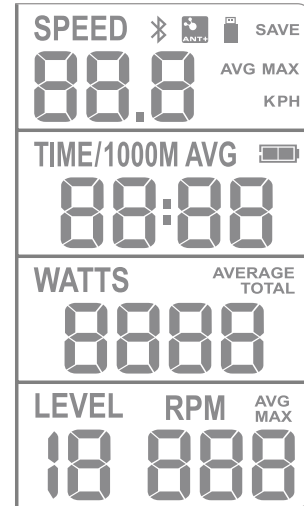 SPEED SAVE
ANT+
AVG MAX
88.8 KPH
TIME/1000M AVG
88:88
WATTS AVERAGE
TOTAL
8888
LEVEL RPM AVG
MAX
18 888